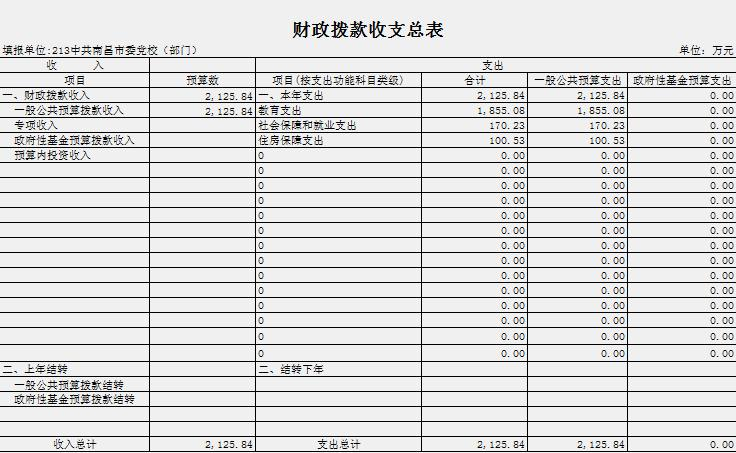 财政拨款收支总表
填报单位:213中共南昌市委党校（部门） 单位：万元
收 入 支出
项目 预算数 项目(按支出功能科目类级) 合计 一般公共预算支出 政府性基金预算支出
一、财政拨款收入 2,125.84 一、本年支出 2,125.84 2,125.84 0.00
一般公共预算拨款收入 2,125.84 教育支出 1,855.08 1,855.08 0.00
专项收入 社会保障和就业支出 170.23 170.23 0.00
政府性基金预算拨款收入 住房保障支出 100.53 100.53 0.00
预算内投资收入 0 0.00 0.00 0.00
0 0.00 0.00 0.00
0 0.00 0.00 0.00
0 0.00 0.00 0.00
0 0.00 0.00 0.00
0 0.00 0.00 0.00
0 0.00 0.00 0.00
0 0.00 0.00 0.00
0 0.00 0.00 0.00
0 0.00 0.00 0.00
0 0.00 0.00 0.00
0 0.00 0.00 0.00
0 0.00 0.00 0.00
0 0.00 0.00 0.00
二、上年结转 二、结转下年
一般公共预算拨款结转
政府性基金预算拨款结转
收入总计 2,125.84 支出总计 2,125.84 2,125.84 0.00